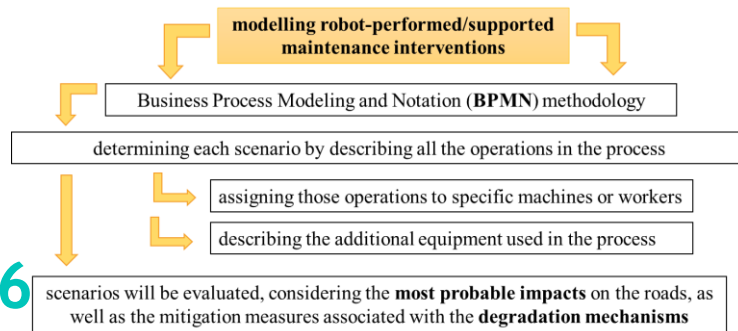 modelling robot-performed/supported
maintenance interventions
Business Process Modeling and Notation (BPMN) methodology
determining each scenario by describing all the operations in the process
assigning those operations to specific machines or workers
describing the additional equipment used in the process
6
scenarios will be evaluated, considering the most probable impacts on the roads, as
well as the mitigation measures associated with the degradation mechanisms